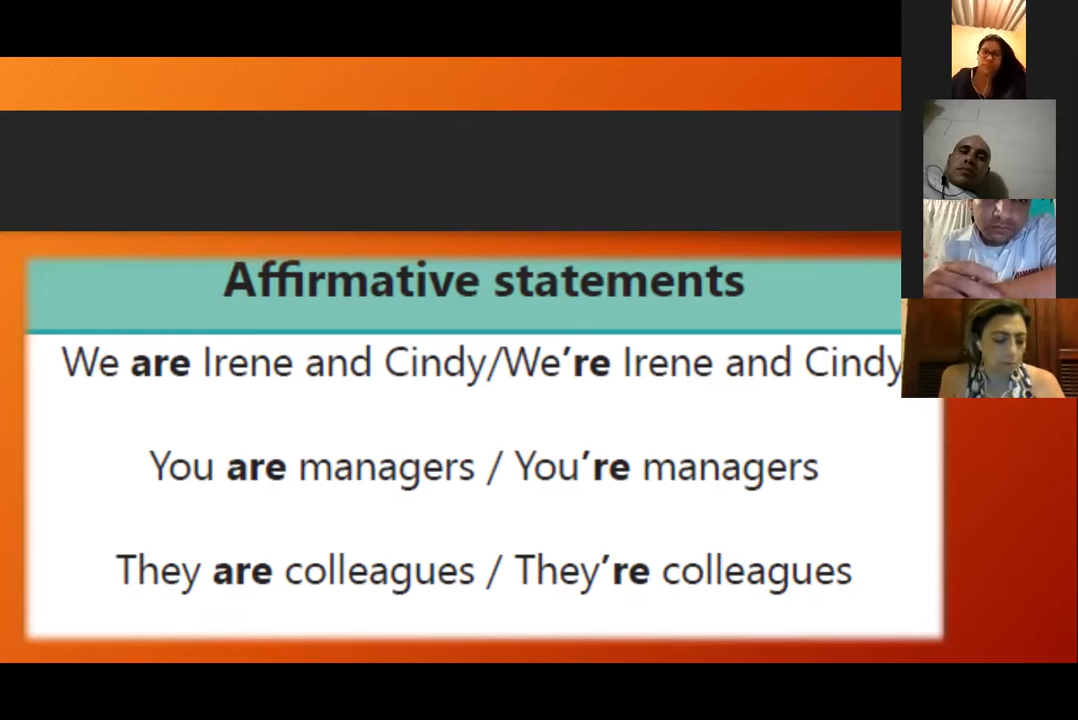 Affirmative statements
We are Irene and Cindy/We’re Irene and Cindy
You are managers / You’re managers
They are colleagues / They’re colleagues